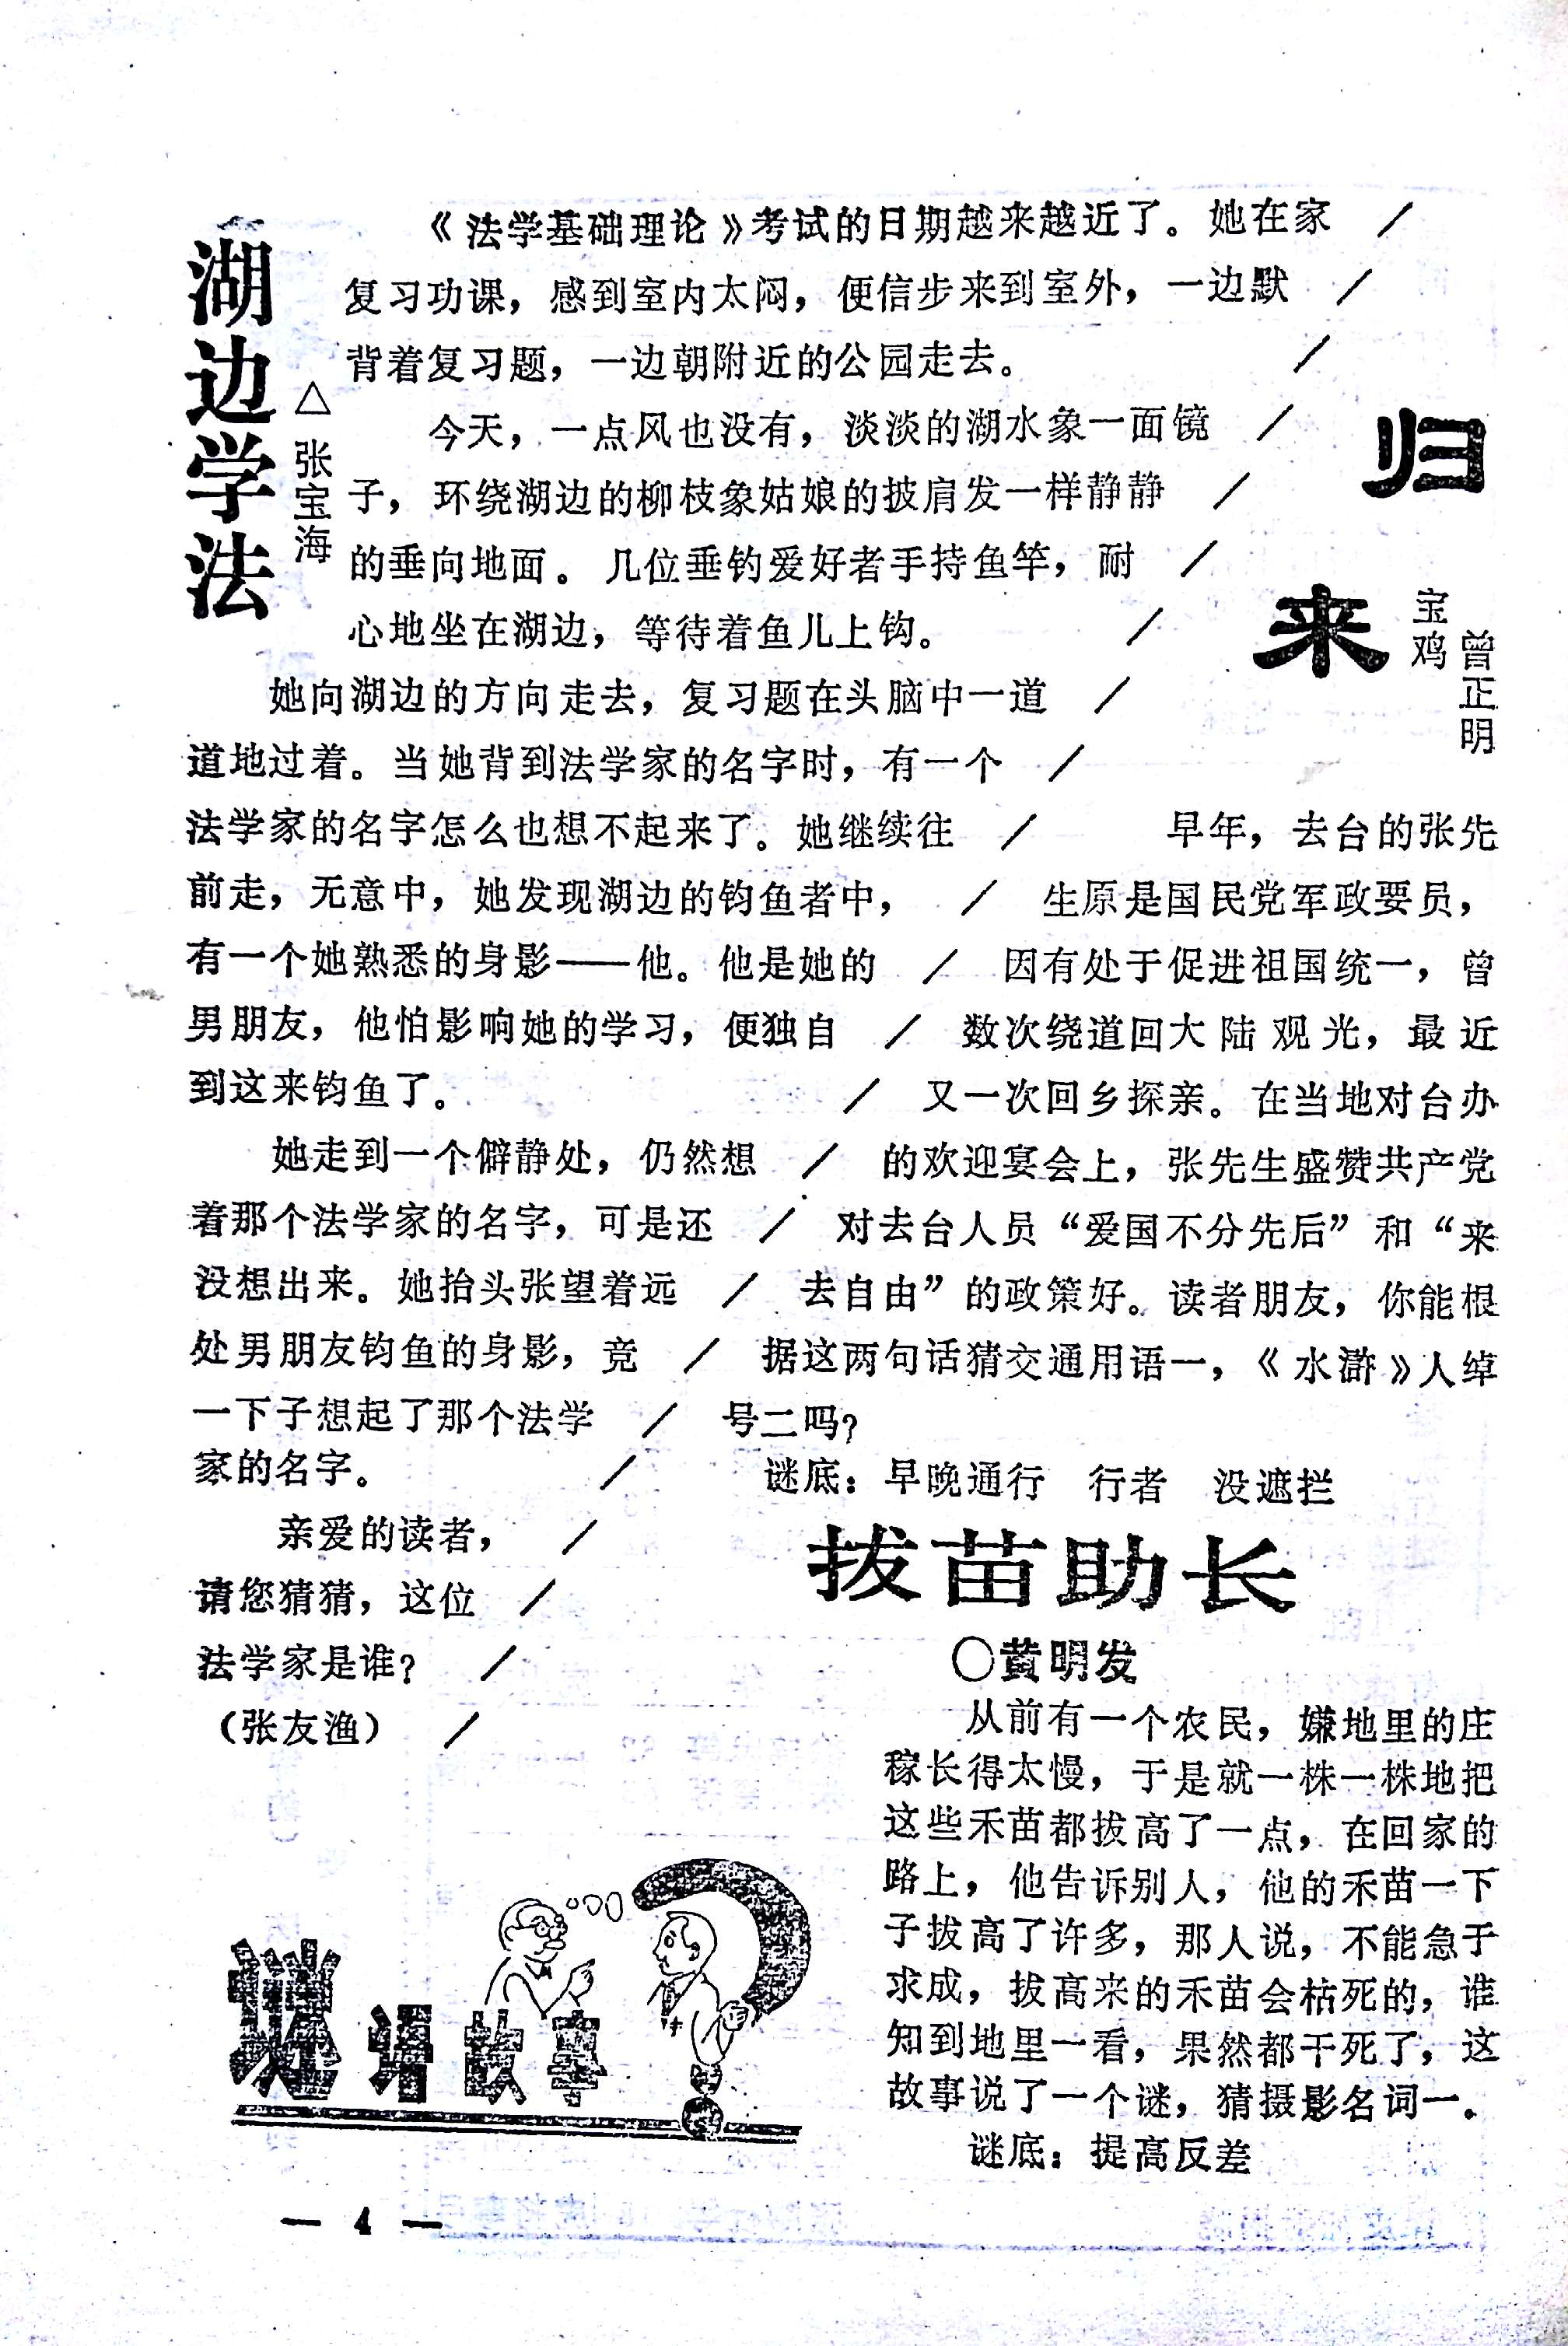 湖边学法
△张宝海
《法学基础理论》考试的日期越来越近了。她在家
复习功课，感到室内太闷，便信步来到室外，一边默
背着复习题，一边朝附近的公园走去。
今天，一点风也没有，淡淡的湖水象一面镜
子，环绕湖边的柳枝象姑娘的披肩发一样静静
的垂向地面。几位垂钓爱好者手持鱼竿，耐
心地坐在湖边，等待着鱼儿上钩。
她向湖边的方向走去，复习题在头脑中一道
道地过着。当她背到法学家的名字时，有一个
法学家的名字怎么也想不起来了。她继续往
前走，无意中，她发现湖边的钓鱼者中，
有一个她熟悉的身影——他。他是她的
男朋友，他怕影响她的学习，便独自
到这来钓鱼了。
她走到一个僻静处，仍然想
着那个法学家的名字，可是还
没想出来。她抬头张望着远
处男朋友钓鱼的身影，竟
一下子想起了那个法学
家的名字。
亲爱的读者，
请您猜猜，这位
法学家是谁？
（张友渔）
归来
宝鸡
曾正明
早年，去台的张先
生原是国民党军政要员，
因有处于促进祖国统一，曾
数次绕道回大陆观光，最近
又一次回乡探亲。在当地对台办
的欢迎宴会上，张先生盛赞共产党
对去台人员“爱国不分先后”和“来
去自由”的政策好。读者朋友，你能根
据这两句话猜交通用语一，《水浒》人绰
号二吗？
谜底：早晚通行　行者　没遮拦
拔苗助长
○黄明发
从前有一个农民，嫌地里的庄
稼长得太慢，于是就一株一株地把
这些禾苗都拔高了一点，在回家的
路上，他告诉别人，他的禾苗一下
子拔高了许多，那人说，不能急于
求成，拔高来的禾苗会枯死的，谁
知到地里一看，果然都干死了，这
故事说了一个谜，猜摄影名词一。
谜底：提高反差
谜语故事
— 4 —